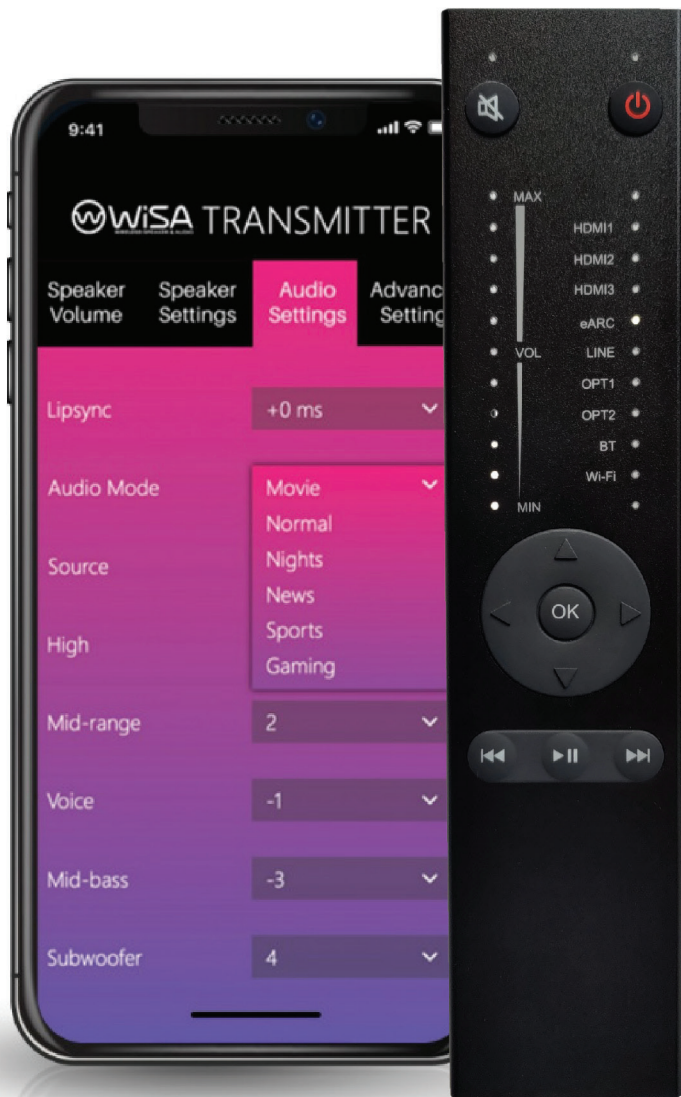 9:41
WiSA TRANSMITTER
Speaker Volume
Speaker Settings
Audio Settings
Advanc
Setting
Lipsync
+0 ms
Audio Mode
Movie
Normal
Nights
News
Sports
Gaming
Source
High
Mid-range
2
Voice
-1
Mid-bass
-3
Subwoofer
4
MAX
HDMI1
HDMI2
HDMI3
eARC
VOL
LINE
OPT1
OPT2
BT
Wi-Fi
MIN
OK